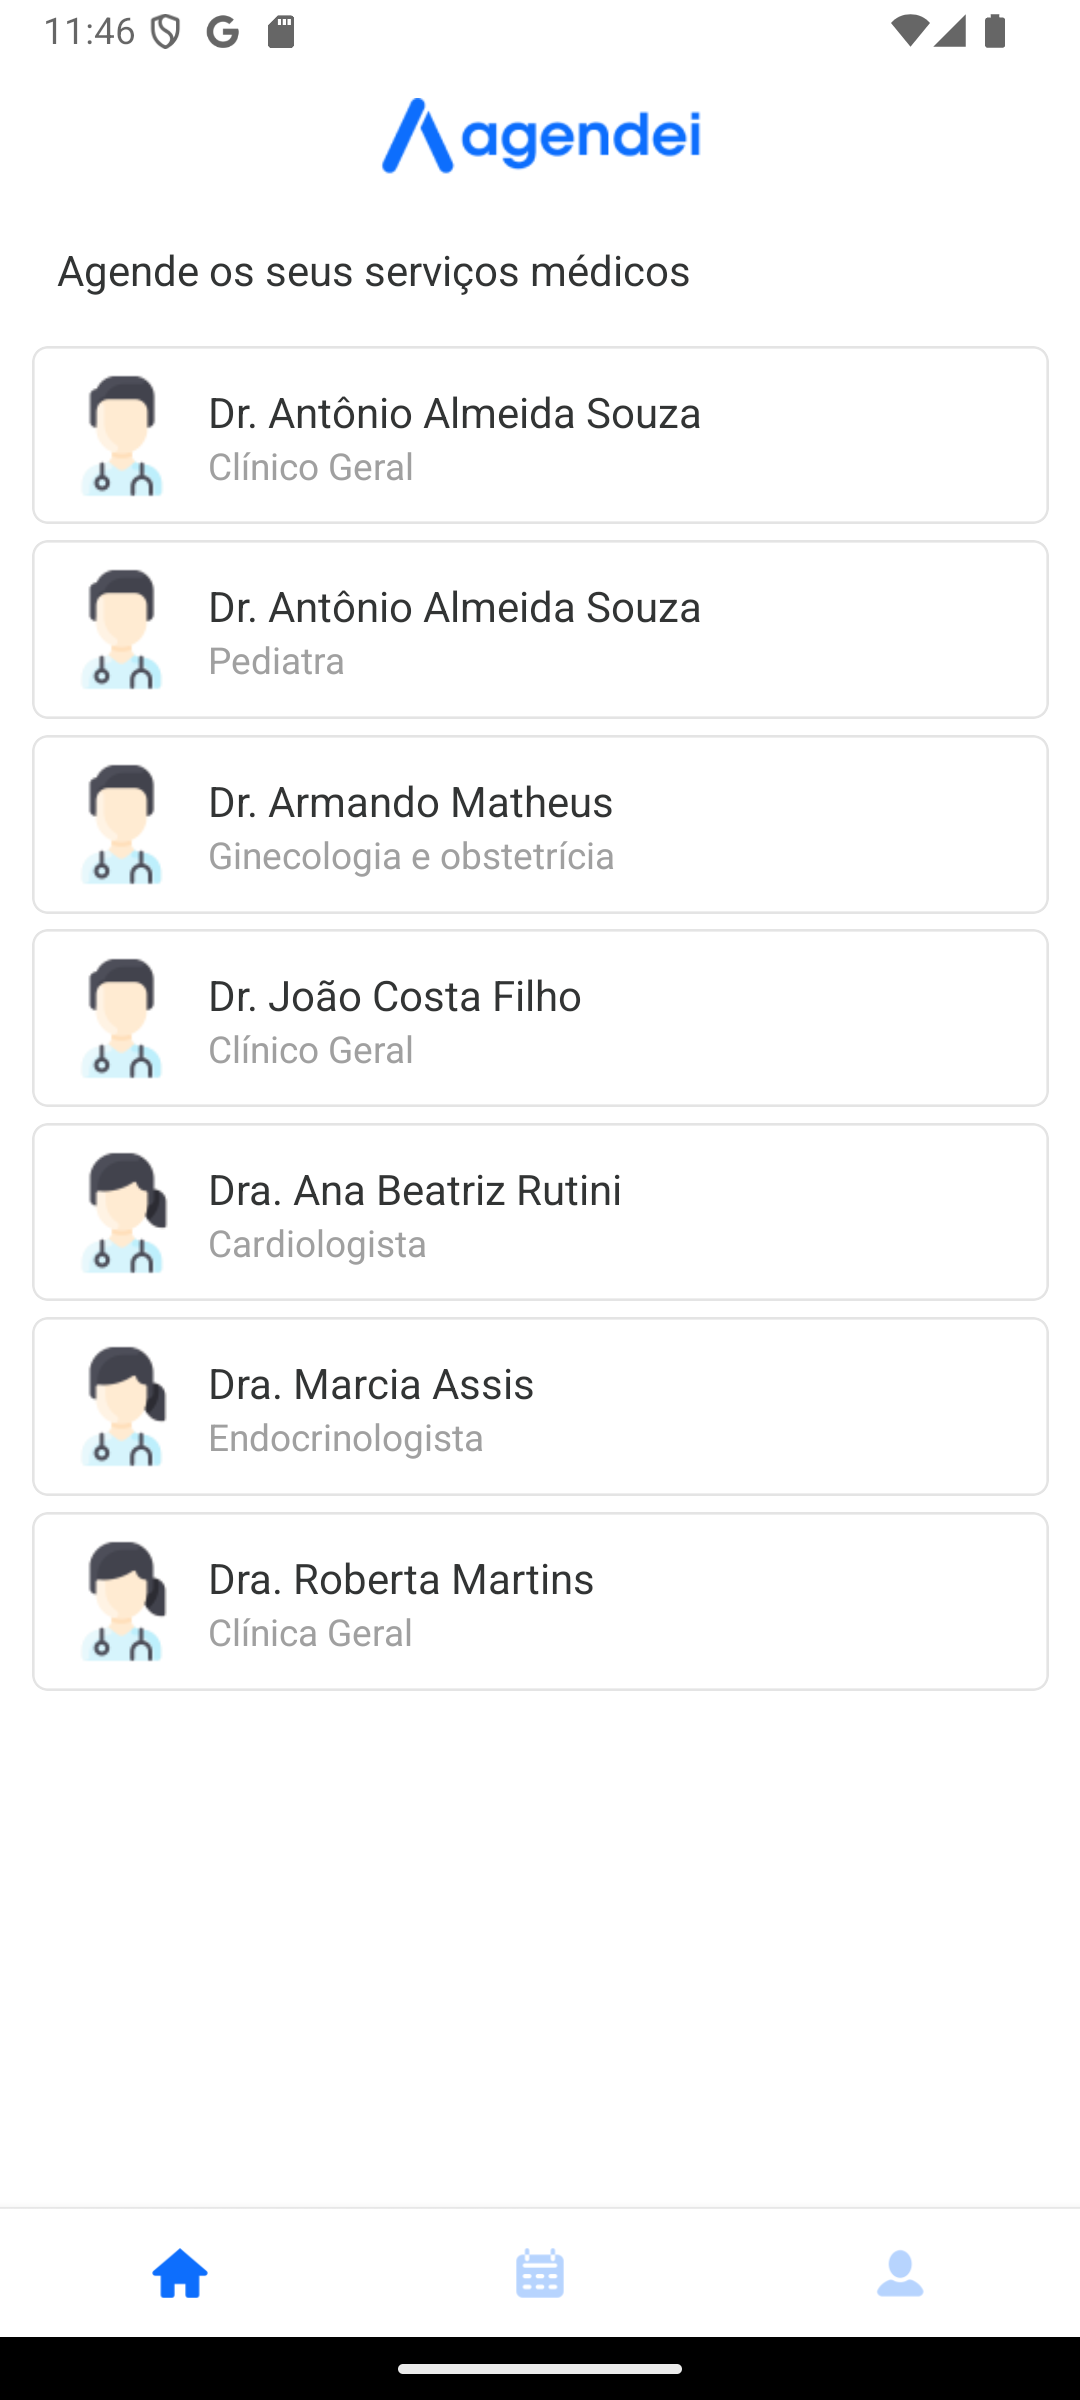 11:46
agendei
Agende os seus serviços médicos
Dr. Antônio Almeida Souza
Clínico Geral
Dr. Antônio Almeida Souza
Pediatra
Dr. Armando Matheus
Ginecologia e obstetrícia
Dr. João Costa Filho
Clínico Geral
Dra. Ana Beatriz Rutini
Cardiologista
Dra. Marcia Assis
Endocrinologista
Dra. Roberta Martins
Clínica Geral